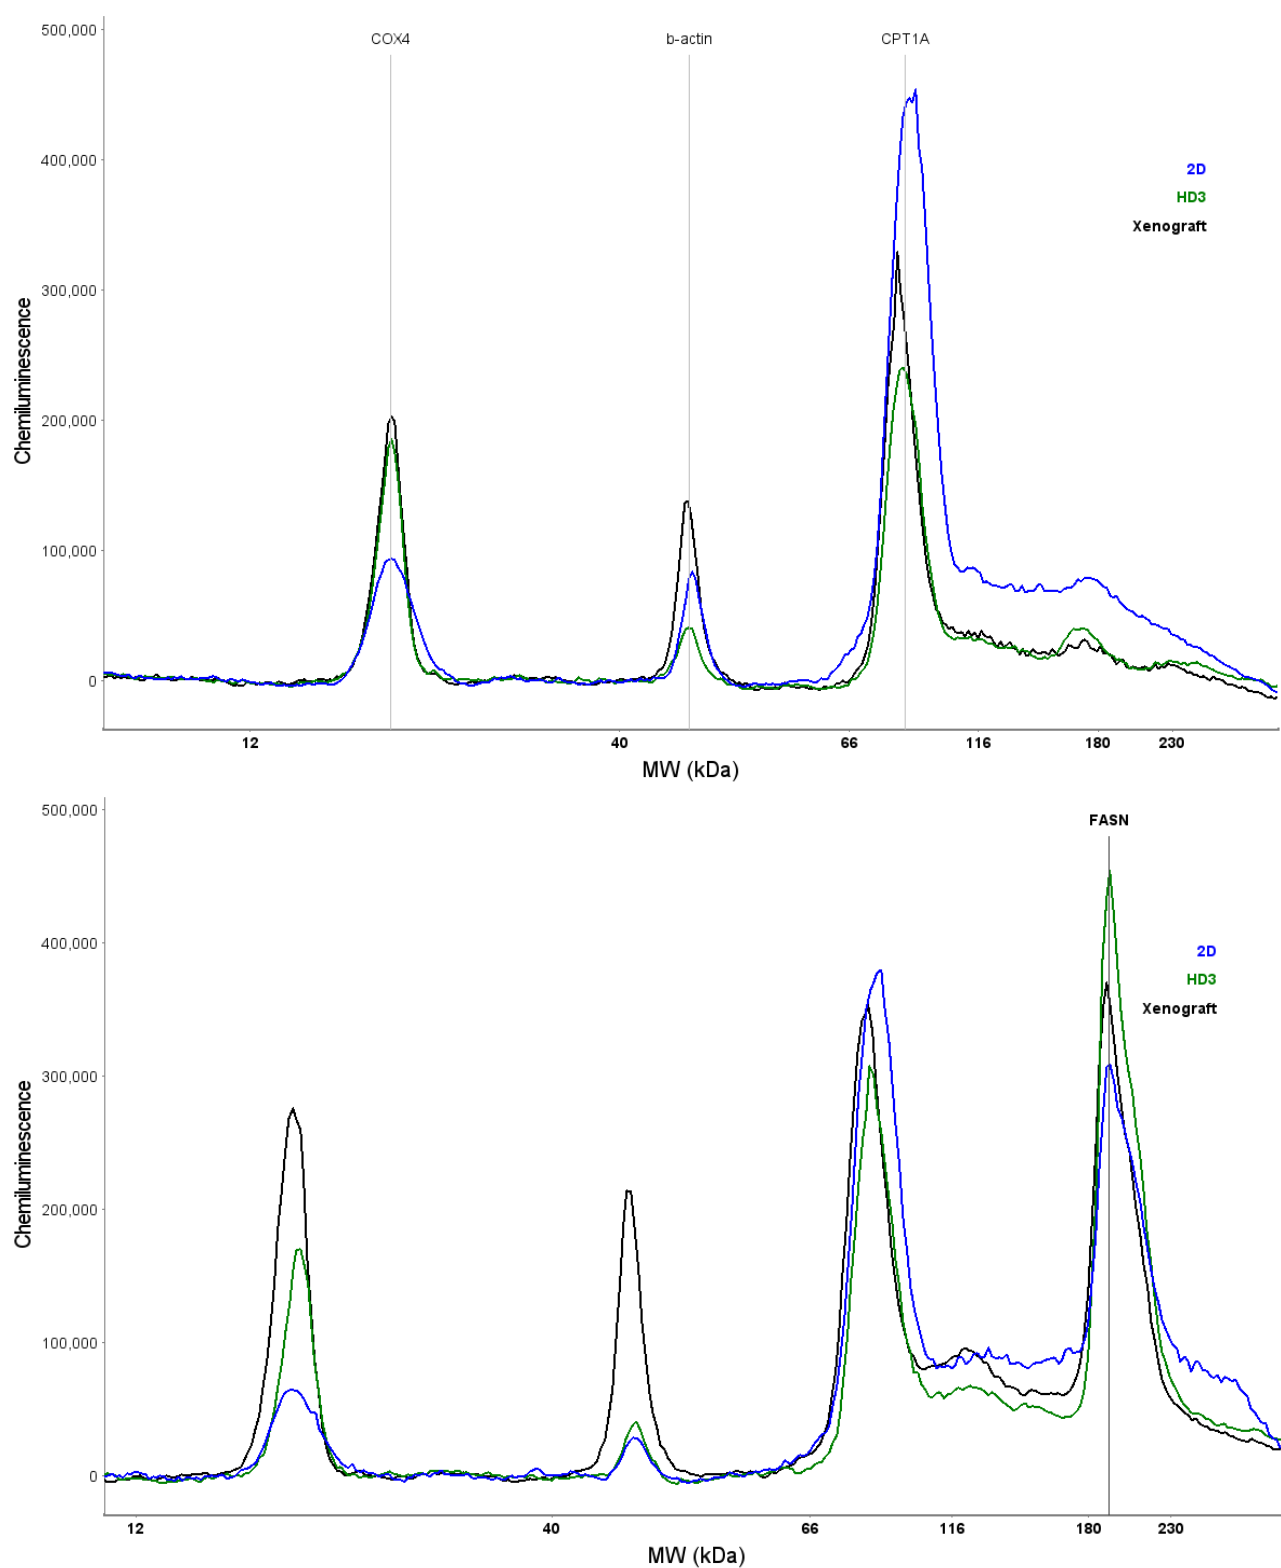 500,000
COX4 b-actin CPT1A
400,000
2D
HD3
Xenograft
300,000
Chemiluminescence
200,000
100,000
0
12 40 66 116 180 230
MW (kDa)
500,000
FASN
400,000
2D
HD3
Xenograft
300,000
Chemiluminescence
200,000
100,000
0
12 40 66 116 180 230
MW (kDa)